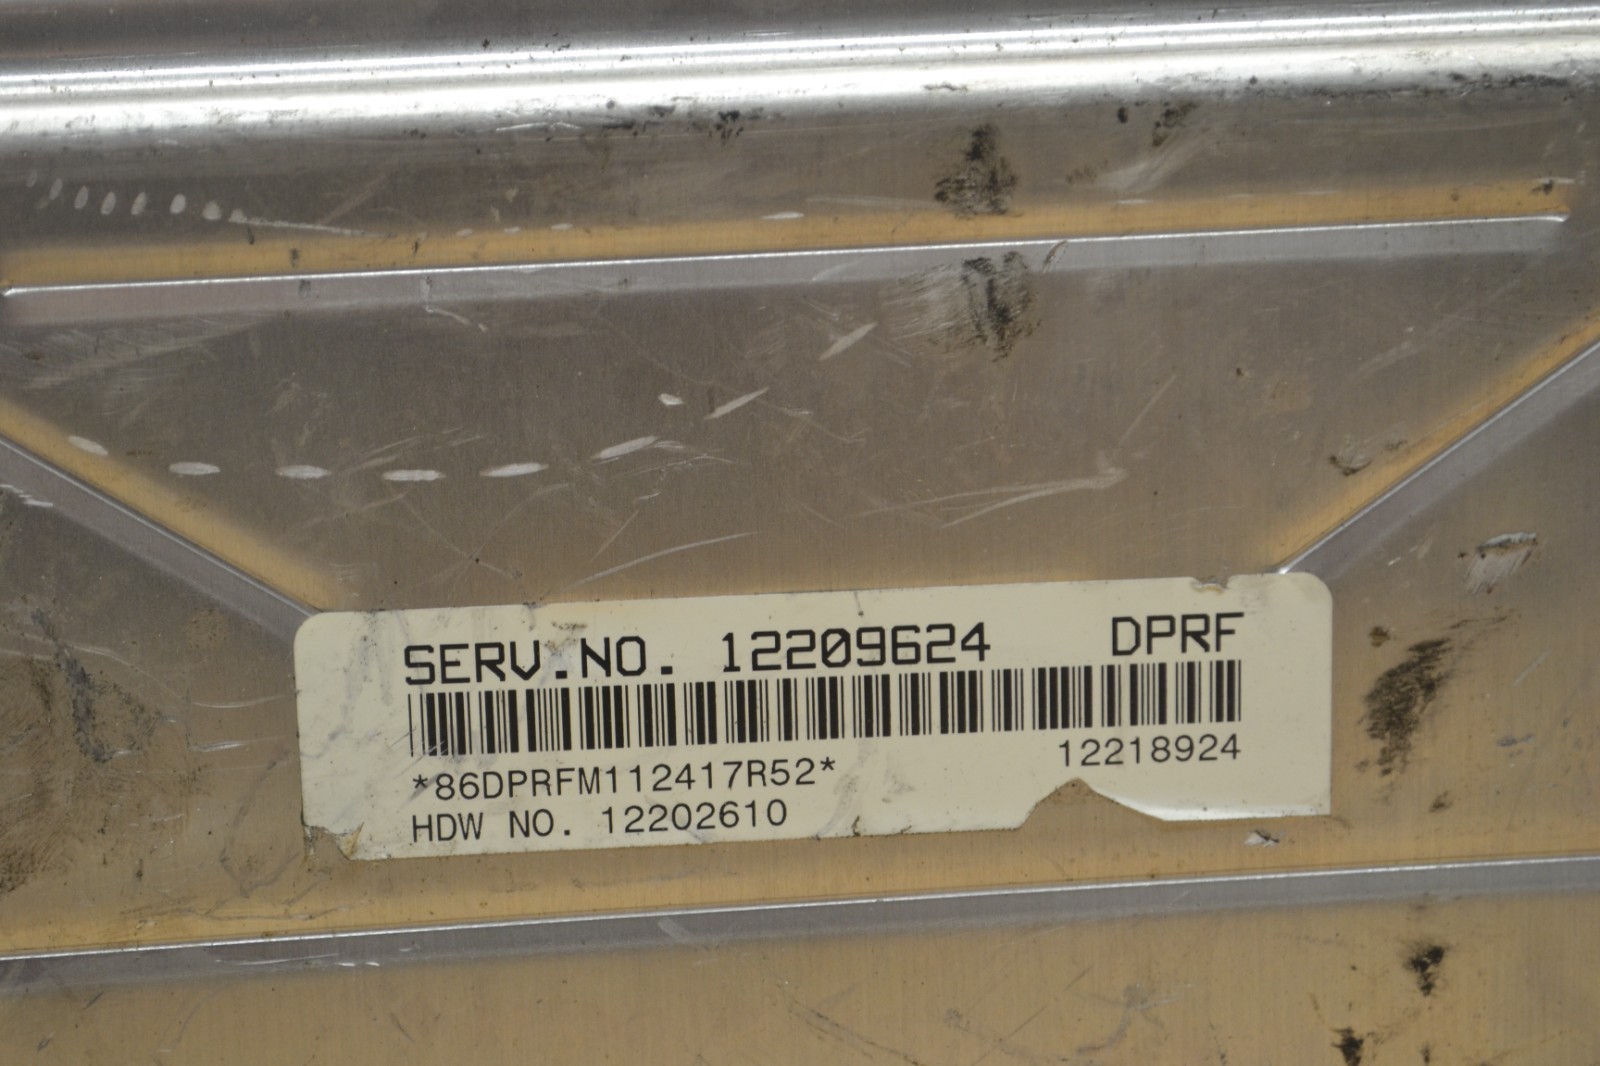 SERV.NO. 12209624 DPRF
*86DPRFM112417R52* 12218924
HDW NO. 12202610